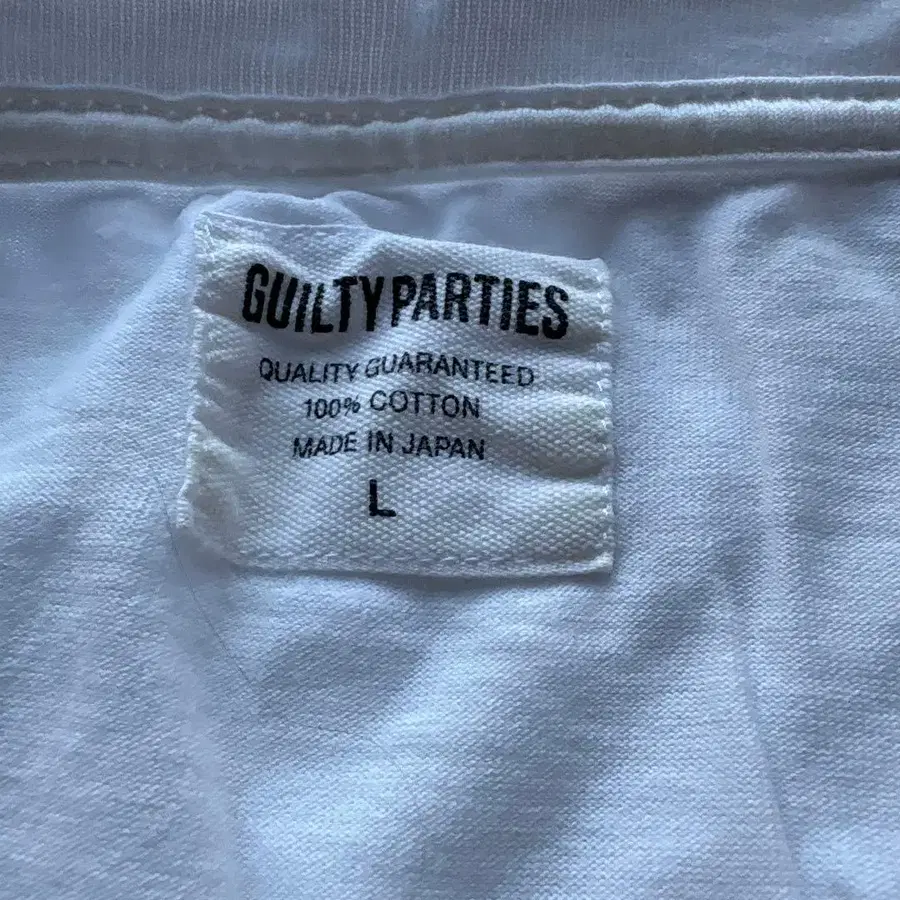 GUILTY PARTIES
QUALITY GUARANTEED
100% COTTON
MADE IN JAPAN
L